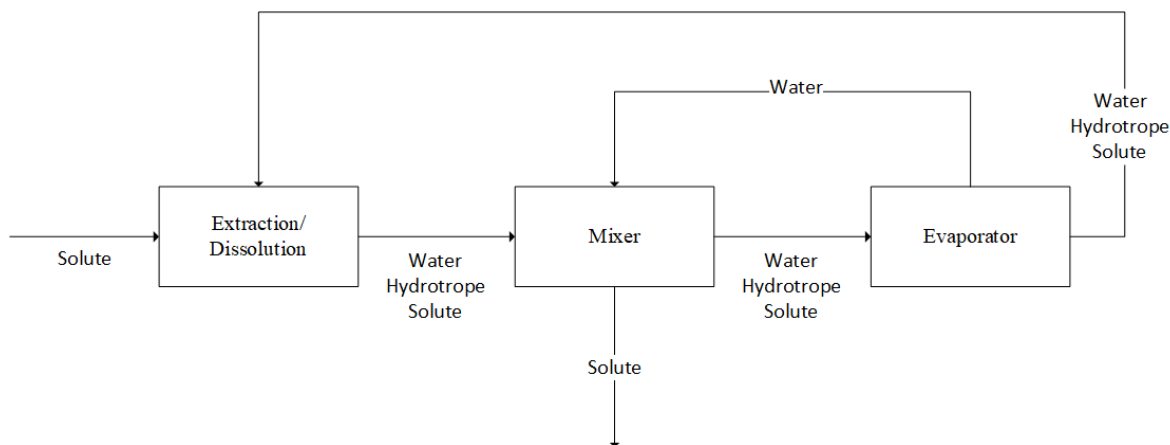 Water
Water
Hydrotrope
Solute
Extraction/
Dissolution
Mixer
Evaporator
Solute
Water
Hydrotrope
Solute
Water
Hydrotrope
Solute
Solute